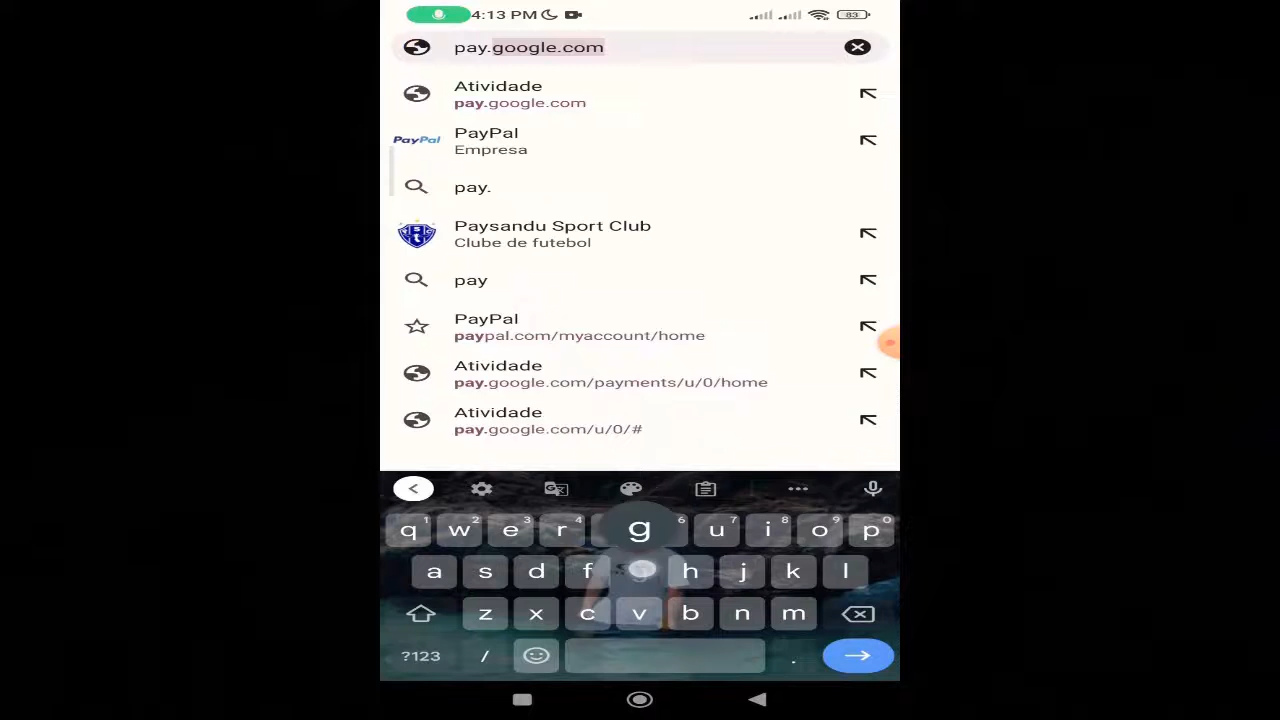 4:13 PM 83
pay.google.com
Atividade
pay.google.com
PayPal
PayPal
Empresa
pay.
Paysandu Sport Club
Clube de futebol
pay
PayPal
paypal.com/myaccount/home
Atividade
pay.google.com/payments/u/0/home
Atividade
pay.google.com/u/0/#
1 2 3 4 6 7 8 9 0
q w e r g u i o p
a s d f h j k l
z x c v b n m
?123 / .